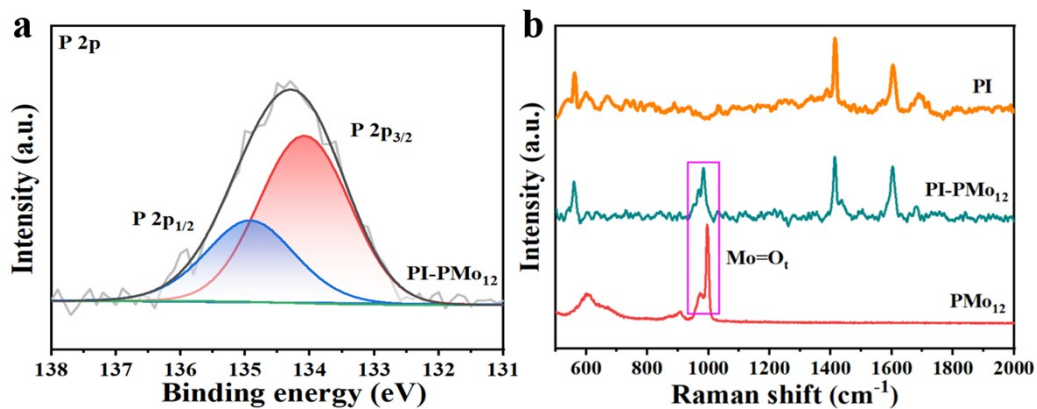 a
P 2p
P 2p3/2
P 2p1/2
PI-PMo12
Intensity (a.u.)
138 137 136 135 134 133 132 131
Binding energy (eV)
b
PI
PI-PMo12
Mo=Ot
PMo12
Intensity (a.u.)
600 800 1000 1200 1400 1600 1800 2000
Raman shift (cm-1)